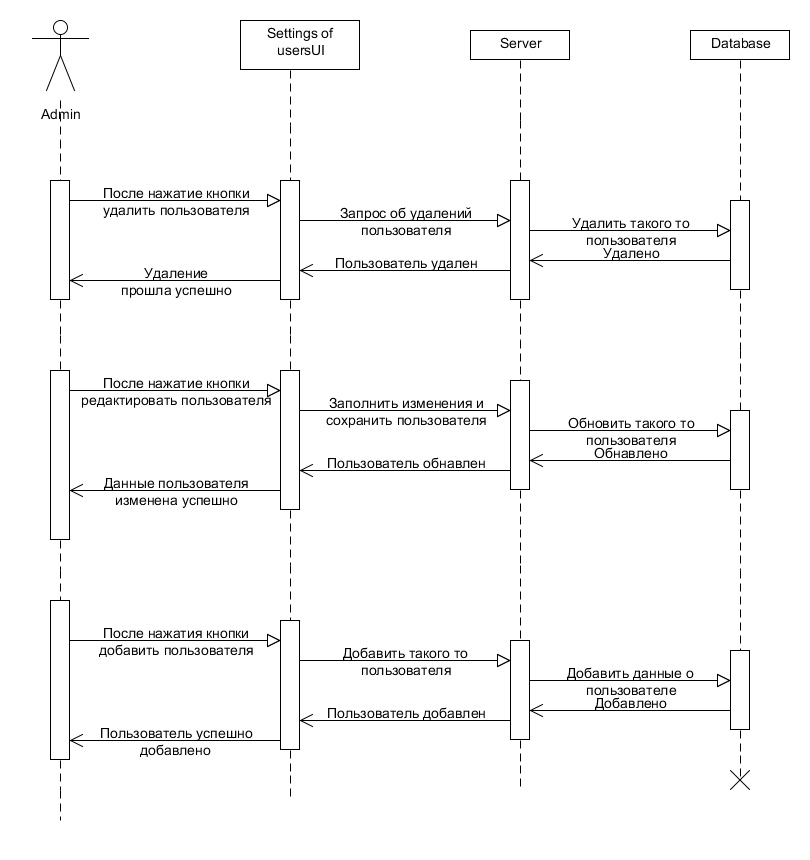 Settings of
usersUI
Server
Database
Admin
После нажатие кнопки
удалить пользователя
Запрос об удалений
пользователя
Удалить такого то
пользователя
Удалено
Пользователь удален
Удаление
прошла успешно
После нажатие кнопки
редактировать пользователя
Заполнить изменения и
сохранить пользователя
Обновить такого то
пользователя
Обнавлено
Пользователь обнавлен
Данные пользователя
изменена успешно
После нажатия кнопки
добавить пользователя
Добавить такого то
пользователя
Добавить данные о
пользователе
Добавлено
Пользователь добавлен
Пользователь успешно
добавлено